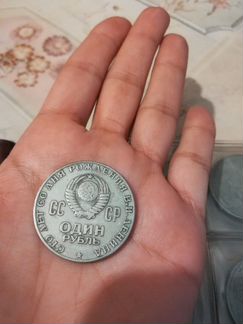 СТО ЛЕТ СО ДНЯ РОЖДЕНИЯ В.И. ЛЕНИНА
СС СР
ОДИН
РУБЛЬ